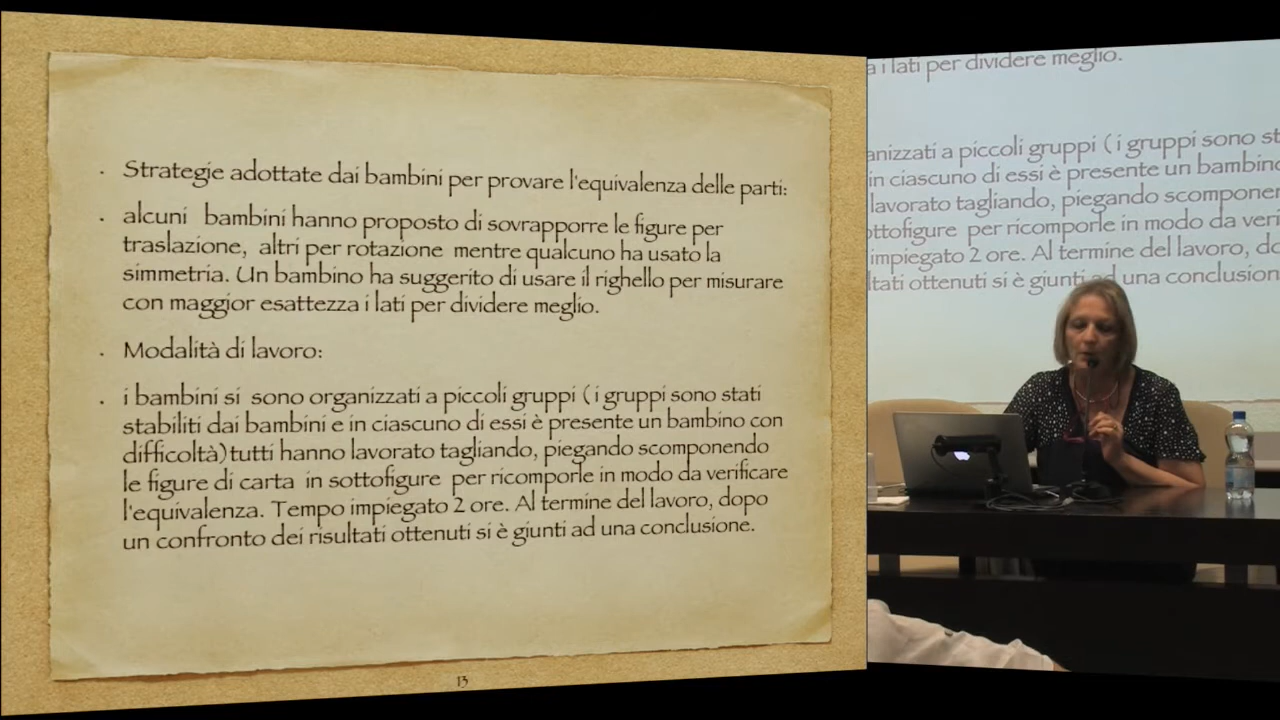 • Strategie adottate dai bambini per provare l'equivalenza delle parti:
• alcuni bambini hanno proposto di sovrapporre le figure per
traslazione, altri per rotazione mentre qualcuno ha usato la
simmetria. Un bambino ha suggerito di usare il righello per misurare
con maggior esattezza i lati per dividere meglio.
• Modalità di lavoro:
• i bambini si sono organizzati a piccoli gruppi ( i gruppi sono stati
stabiliti dai bambini e in ciascuno di essi è presente un bambino con
difficoltà)tutti hanno lavorato tagliando, piegando scomponendo
le figure di carta in sottofigure per ricomporle in modo da verificare
l'equivalenza. Tempo impiegato 2 ore. Al termine del lavoro, dopo
un confronto dei risultati ottenuti si è giunti ad una conclusione.
13
a i lati per dividere meglio.
anizzati a piccoli gruppi ( i gruppi sono st
in ciascuno di essi è presente un bambino
lavorato tagliando, piegando scomponen
ottofigure per ricomporle in modo da veri
impiegato 2 ore. Al termine del lavoro, do
ltati ottenuti si è giunti ad una conclusion